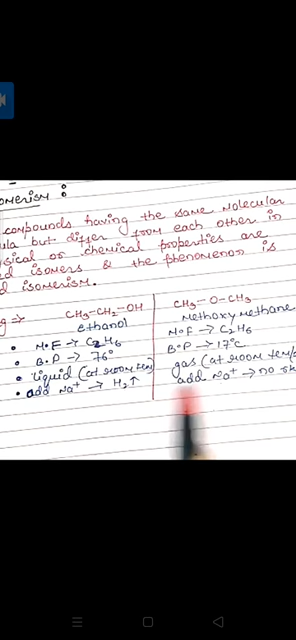 omerism :
compounds having the same molecular
ula but differ from each other in
ysical or chemical properties are
d isomers & the phenomenon is
d isomerism.
g ⇒ CH₃-CH₂-OH
ethanol
• M.F → C₂H₆
• B.P → 76°
• liquid (at room tem)
• add Na⁺ → H₂↑
CH₃-O-CH₃
Methoxy methane
M.F → C₂H₆
B.P → 17°C
gas (at room temp
add Na⁺ → no